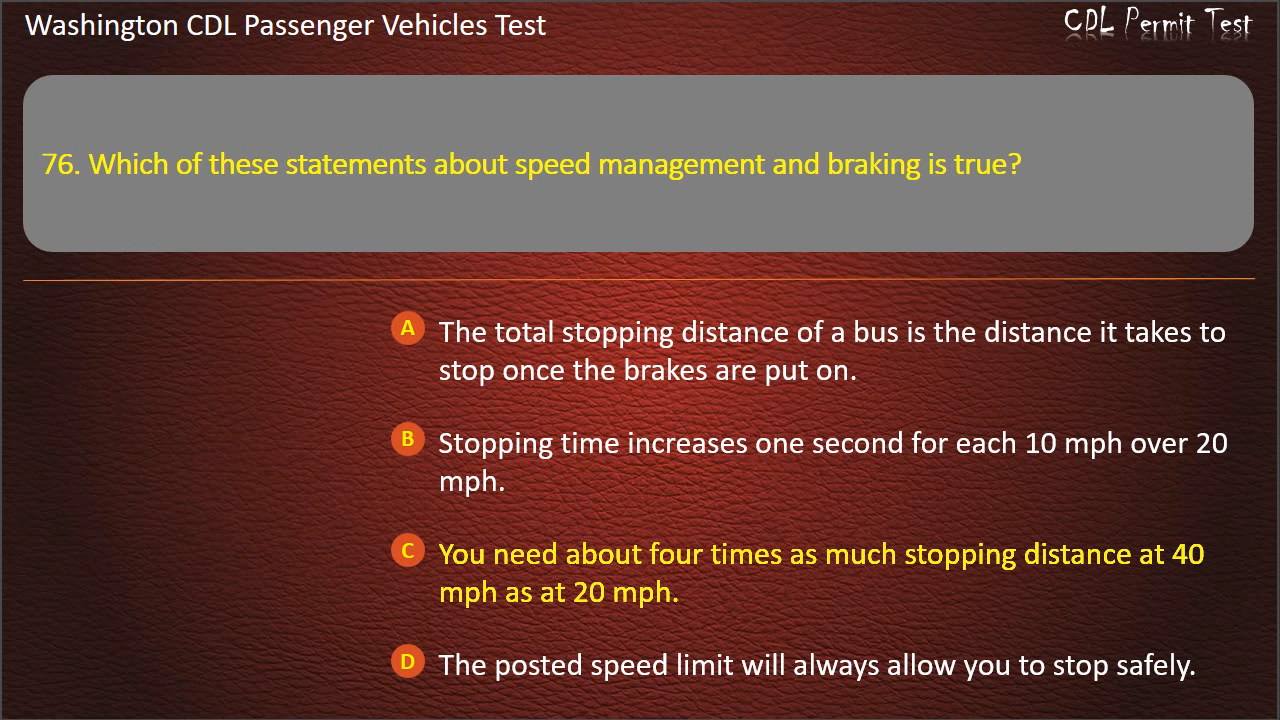 Washington CDL Passenger Vehicles Test
CDL Permit Test
76. Which of these statements about speed management and braking is true?
A The total stopping distance of a bus is the distance it takes to
stop once the brakes are put on.
B Stopping time increases one second for each 10 mph over 20
mph.
C You need about four times as much stopping distance at 40
mph as at 20 mph.
D The posted speed limit will always allow you to stop safely.